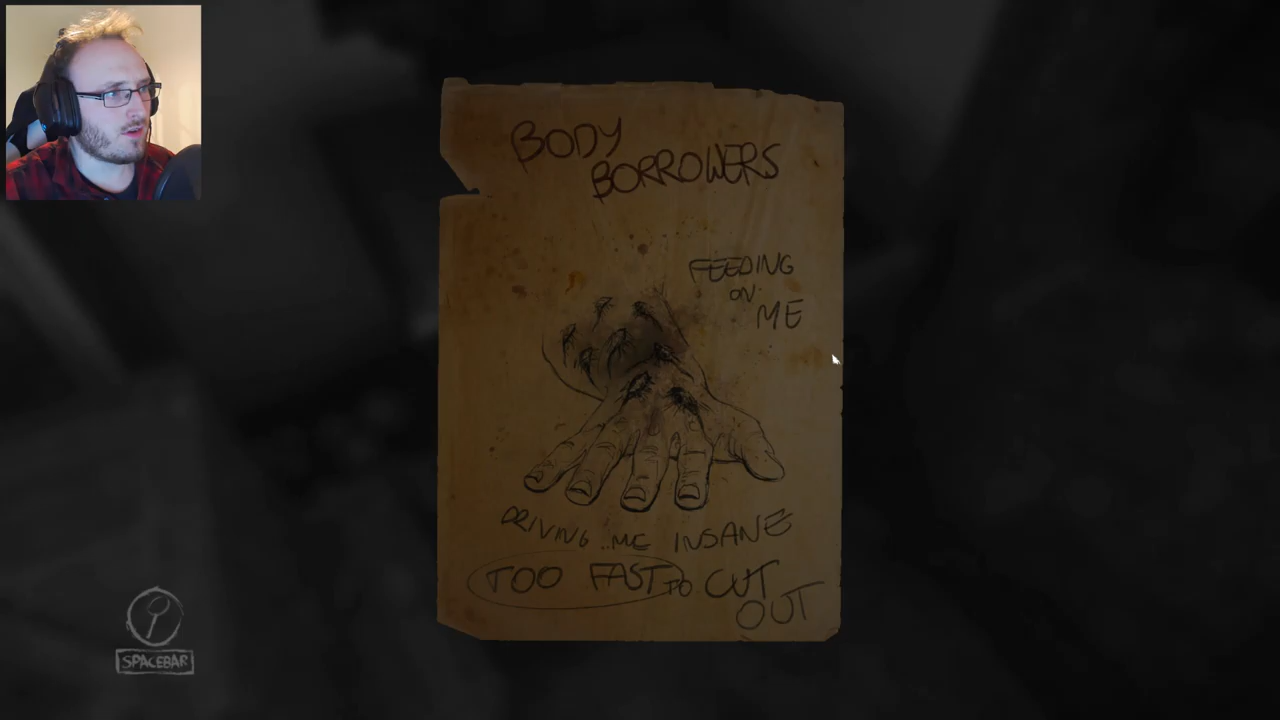 BODY
BORROWERS
FEEDING
ON
ME
DRIVING ME INSANE
TOO FAST TO CUT
OUT
SPACEBAR